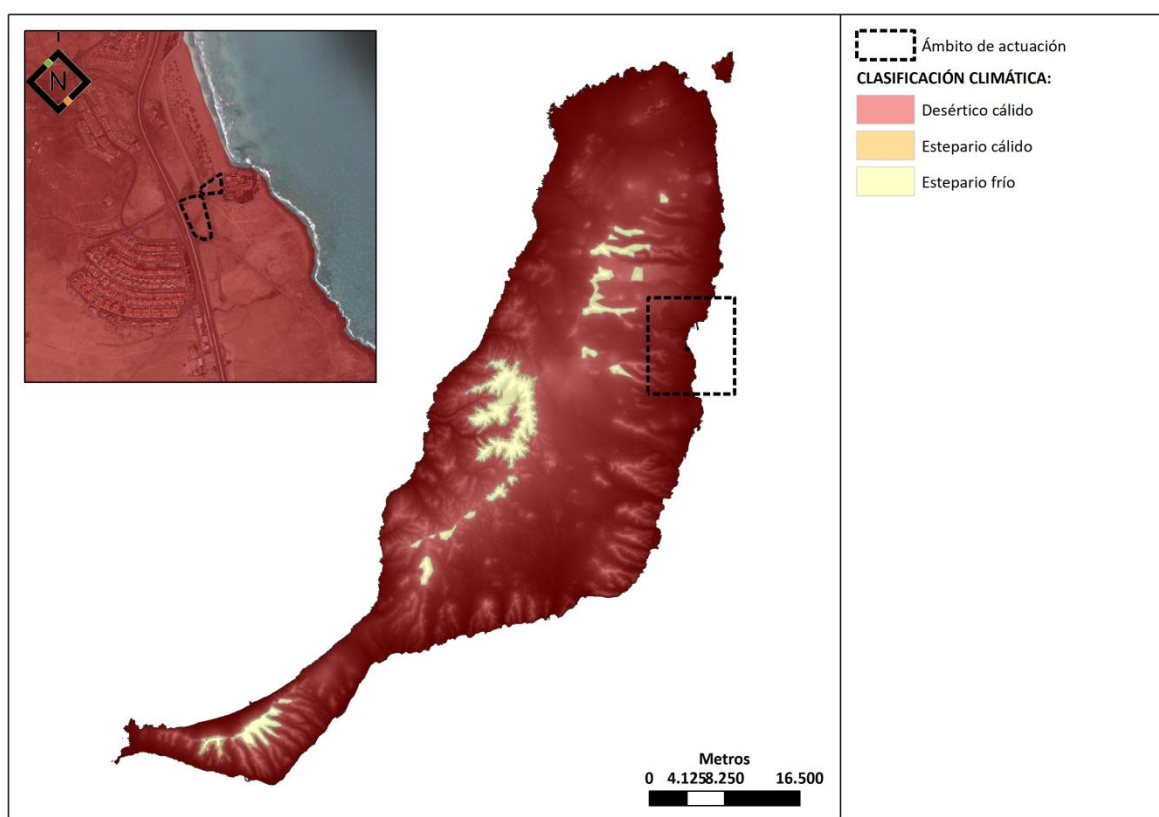 N
Ámbito de actuación
CLASIFICACIÓN CLIMÁTICA:
Desértico cálido
Estepario cálido
Estepario frío
Metros
0 4.125 8.250 16.500